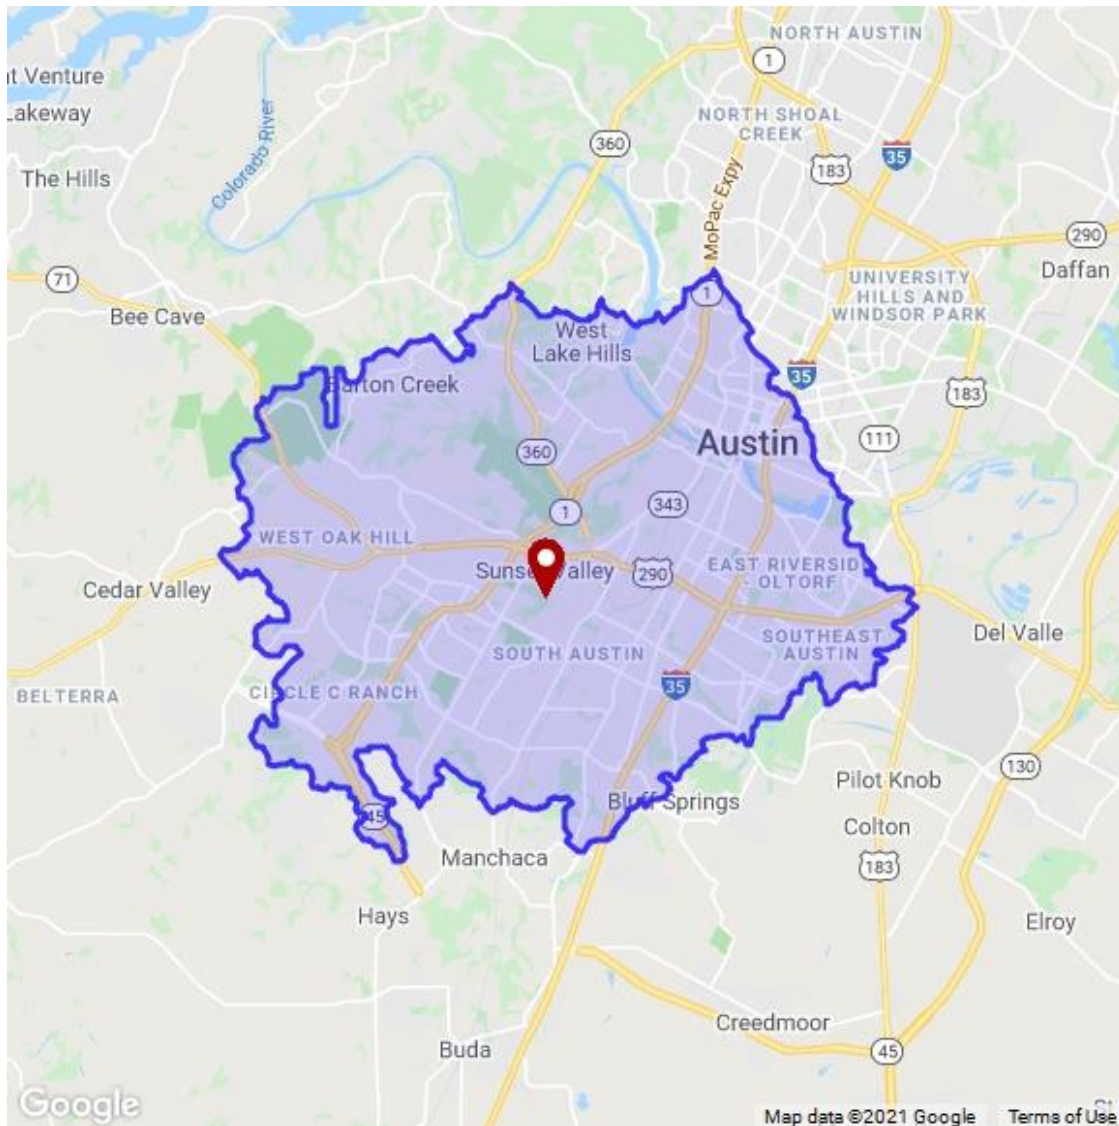 NORTH AUSTIN
1
nt Venture
Lakeway
NORTH SHOAL
CREEK
360
35
183
The Hills
Colorado River
MoPac Expy
290
Daffan
71
UNIVERSITY
HILLS AND
WINDSOR PARK
Bee Cave
1
West
Lake Hills
35
Barton Creek
183
111
Austin
360
343
1
WEST OAK HILL
Sunset Valley
290
EAST RIVERSIDE
- OLTORF
Cedar Valley
Del Valle
SOUTHEAST
AUSTIN
SOUTH AUSTIN
35
BELTERRA
CIRCLE C RANCH
130
Pilot Knob
Bluff Springs
45
Colton
Manchaca
183
Hays
Elroy
Creedmoor
Buda
45
Google
Map data ©2021 Google
Terms of Use